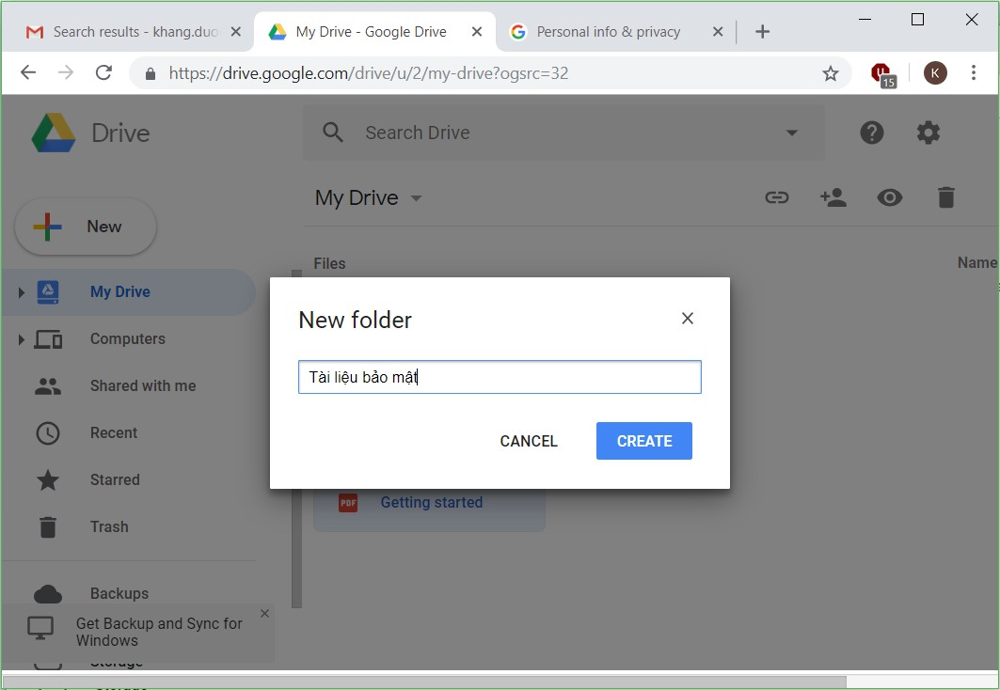 Search results - khang.duo
My Drive - Google Drive
Personal info & privacy
https://drive.google.com/drive/u/2/my-drive?ogsrc=32
15
K
Drive
Search Drive
New
My Drive
Files
Name
My Drive
Computers
Shared with me
Recent
Starred
Trash
Backups
Get Backup and Sync for
Windows
Storage
Storage
New folder
Tài liệu bảo mật
CANCEL
CREATE
PDF
Getting started